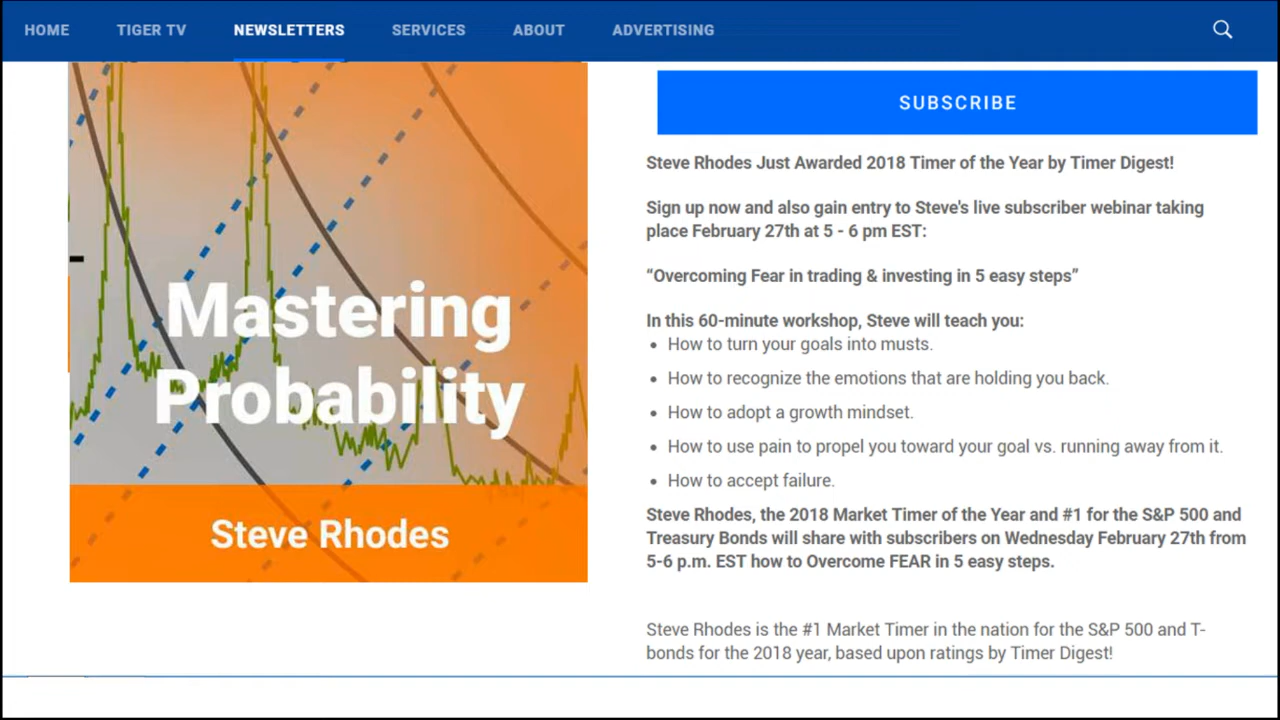 HOME TIGER TV NEWSLETTERS SERVICES ABOUT ADVERTISING
Mastering
Probability
Steve Rhodes
SUBSCRIBE
Steve Rhodes Just Awarded 2018 Timer of the Year by Timer Digest!
Sign up now and also gain entry to Steve's live subscriber webinar taking
place February 27th at 5 - 6 pm EST:
“Overcoming Fear in trading & investing in 5 easy steps”
In this 60-minute workshop, Steve will teach you:
• How to turn your goals into musts.
• How to recognize the emotions that are holding you back.
• How to adopt a growth mindset.
• How to use pain to propel you toward your goal vs. running away from it.
• How to accept failure.
Steve Rhodes, the 2018 Market Timer of the Year and #1 for the S&P 500 and
Treasury Bonds will share with subscribers on Wednesday February 27th from
5-6 p.m. EST how to Overcome FEAR in 5 easy steps.
Steve Rhodes is the #1 Market Timer in the nation for the S&P 500 and T-
bonds for the 2018 year, based upon ratings by Timer Digest!